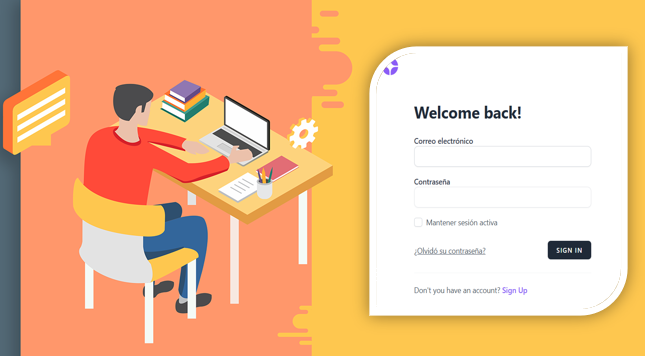 Welcome back!
Correo electrónico
Contraseña
Mantener sesión activa
¿Olvidó su contraseña?
SIGN IN
Don't you have an account? Sign Up